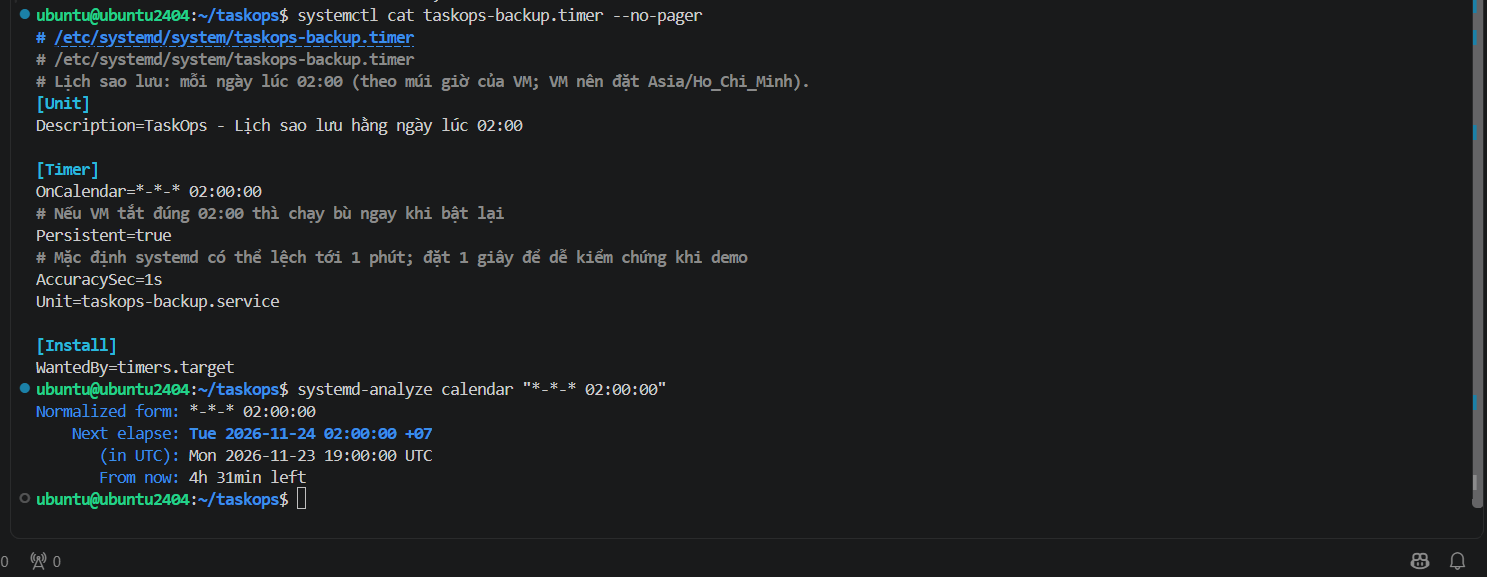 ubuntu@ubuntu2404:~/taskops$ systemctl cat taskops-backup.timer --no-pager
# /etc/systemd/system/taskops-backup.timer
# /etc/systemd/system/taskops-backup.timer
# Lịch sao lưu: mỗi ngày lúc 02:00 (theo múi giờ của VM; VM nên đặt Asia/Ho_Chi_Minh).
[Unit]
Description=TaskOps - Lịch sao lưu hằng ngày lúc 02:00

[Timer]
OnCalendar=*-*-* 02:00:00
# Nếu VM tắt đúng 02:00 thì chạy bù ngay khi bật lại
Persistent=true
# Mặc định systemd có thể lệch tới 1 phút; đặt 1 giây để dễ kiểm chứng khi demo
AccuracySec=1s
Unit=taskops-backup.service

[Install]
WantedBy=timers.target
ubuntu@ubuntu2404:~/taskops$ systemd-analyze calendar "*-*-* 02:00:00"
Normalized form: *-*-* 02:00:00
Next elapse: Tue 2026-11-24 02:00:00 +07
(in UTC): Mon 2026-11-23 19:00:00 UTC
From now: 4h 31min left
ubuntu@ubuntu2404:~/taskops$
0 0